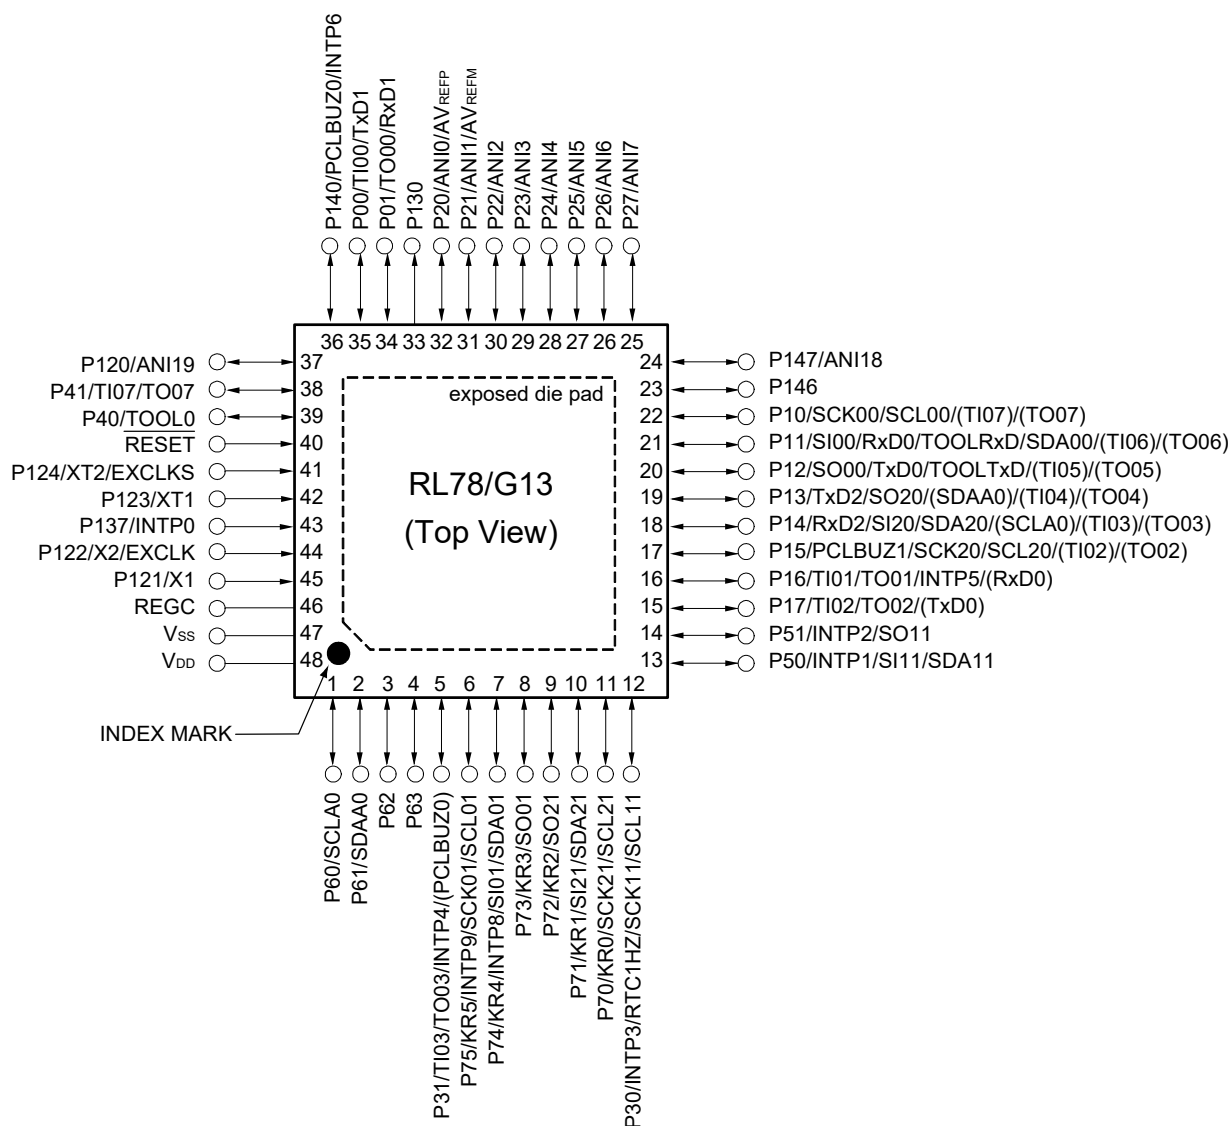 P140/PCLBUZ0/INTP6
P00/TI00/TxD1
P01/TO00/RxD1
P130
P20/ANI0/AVREFP
P21/ANI1/AVREFM
P22/ANI2
P23/ANI3
P24/ANI4
P25/ANI5
P26/ANI6
P27/ANI7
36 35 34 33 32 31 30 29 28 27 26 25
P120/ANI19 37
P41/TI07/TO07 38
P40/TOOL0 39
RESET 40
P124/XT2/EXCLKS 41
P123/XT1 42
P137/INTP0 43
P122/X2/EXCLK 44
P121/X1 45
REGC 46
VSS 47
VDD 48
exposed die pad
RL78/G13
(Top View)
24 P147/ANI18
23 P146
22 P10/SCK00/SCL00/(TI07)/(TO07)
21 P11/SI00/RxD0/TOOLRxD/SDA00/(TI06)/(TO06)
20 P12/SO00/TxD0/TOOLTxD/(TI05)/(TO05)
19 P13/TxD2/SO20/(SDAA0)/(TI04)/(TO04)
18 P14/RxD2/SI20/SDA20/(SCLA0)/(TI03)/(TO03)
17 P15/PCLBUZ1/SCK20/SCL20/(TI02)/(TO02)
16 P16/TI01/TO01/INTP5/(RxD0)
15 P17/TI02/TO02/(TxD0)
14 P51/INTP2/SO11
13 P50/INTP1/SI11/SDA11
1 2 3 4 5 6 7 8 9 10 11 12
INDEX MARK
P60/SCLA0
P61/SDAA0
P62
P63
P31/TI03/TO03/INTP4/(PCLBUZ0)
P75/KR5/INTP9/SCK01/SCL01
P74/KR4/INTP8/SI01/SDA01
P73/KR3/SO01
P72/KR2/SO21
P71/KR1/SI21/SDA21
P70/KR0/SCK21/SCL21
P30/INTP3/RTC1HZ/SCK11/SCL11